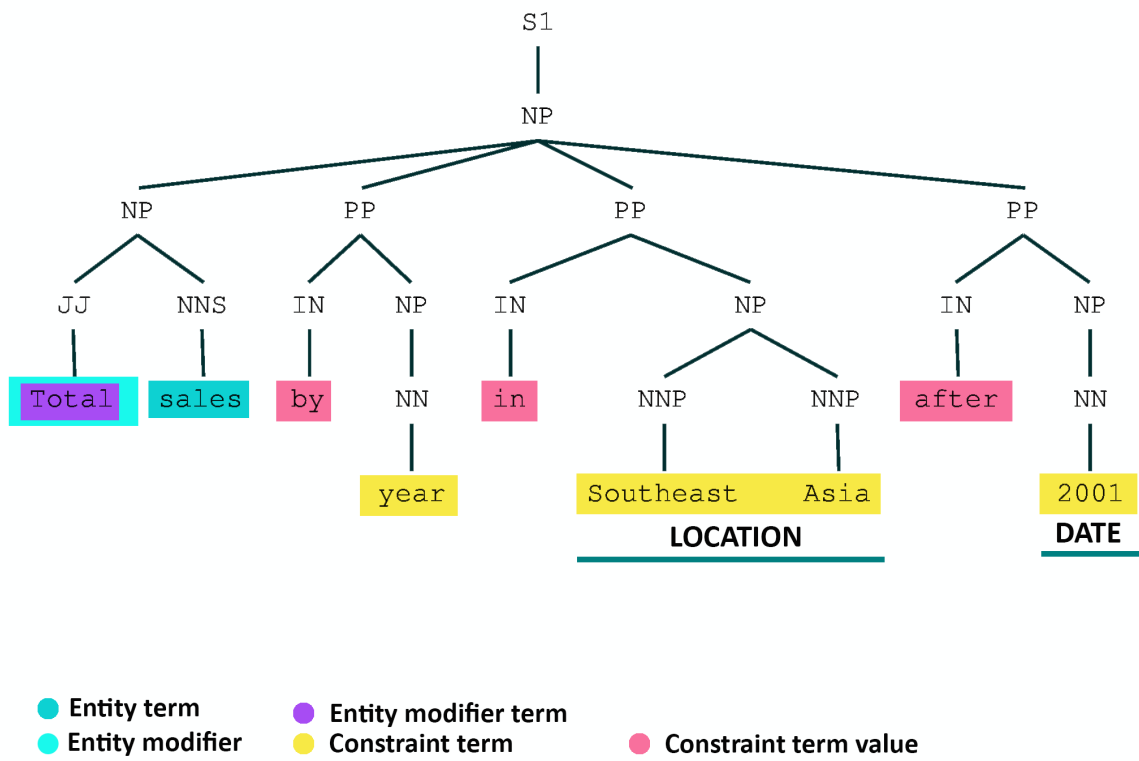 S1
NP
NP PP PP PP
JJ NNS IN NP IN NP IN NP
Total sales by NN in NNP NNP after NN
year Southeast Asia 2001
LOCATION DATE
Entity term Entity modifier term
Entity modifier Constraint term Constraint term value